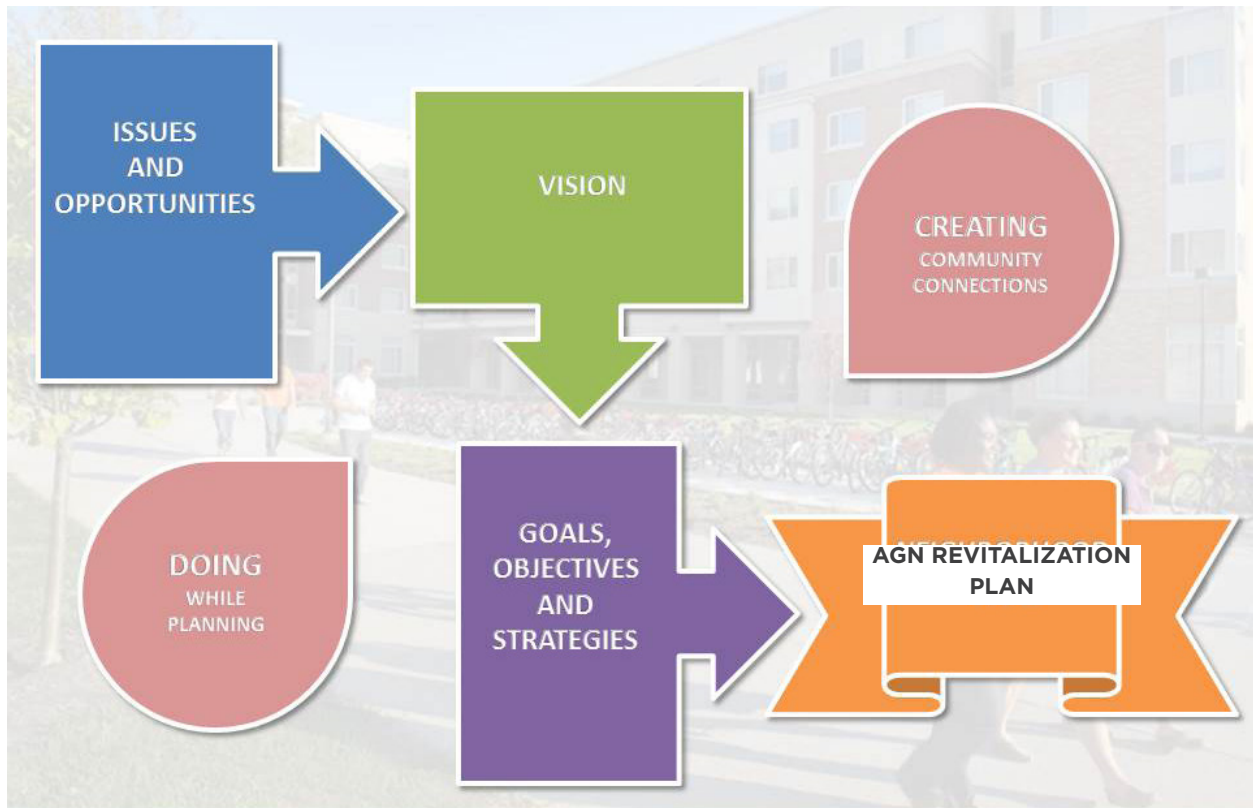 ISSUES
AND
OPPORTUNITIES
VISION
CREATING
COMMUNITY
CONNECTIONS
DOING
WHILE
PLANNING
GOALS,
OBJECTIVES
AND
STRATEGIES
AGN REVITALIZATION
PLAN